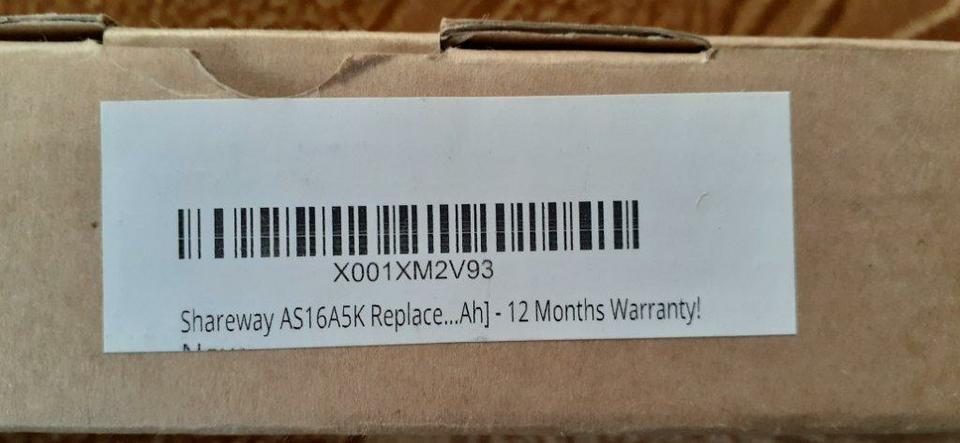 X001XM2V93
Shareway AS16A5K Replace...Ah] - 12 Months Warranty!